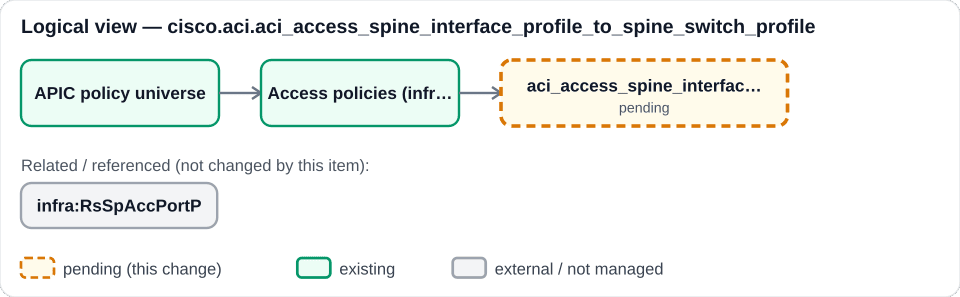 Logical view — cisco.aci.aci_access_spine_interface_profile_to_spine_switch_profile
APIC policy universe
Access policies (infr…
aci_access_spine_interfac…
pending
Related / referenced (not changed by this item):
infra:RsSpAccPortP
pending (this change)
existing
external / not managed